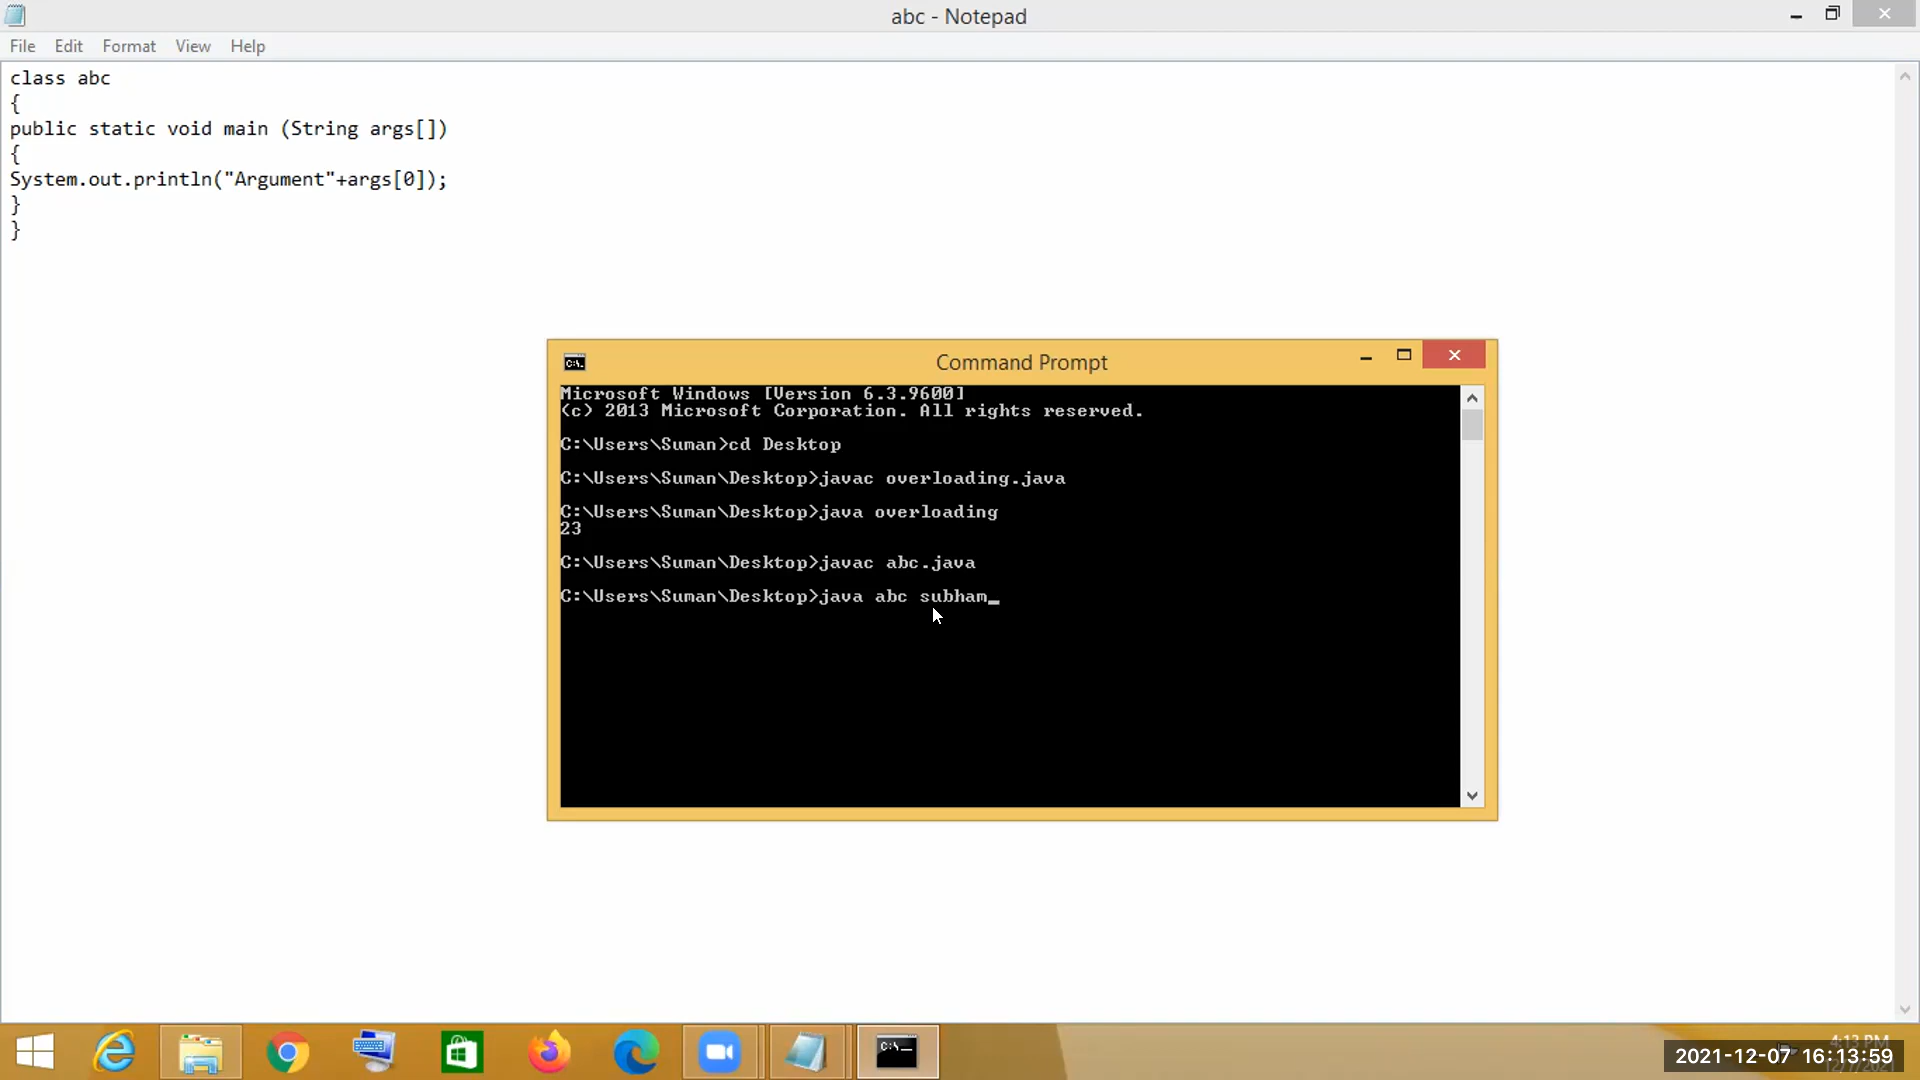 abc - Notepad
File Edit Format View Help
class abc
{
public static void main (String args[])
{
System.out.println("Argument"+args[0]);
}
}
C:\. Command Prompt
Microsoft Windows [Version 6.3.9600]
(c) 2013 Microsoft Corporation. All rights reserved.
C:\Users\Suman>cd Desktop
C:\Users\Suman\Desktop>javac overloading.java
C:\Users\Suman\Desktop>java overloading
23
C:\Users\Suman\Desktop>javac abc.java
C:\Users\Suman\Desktop>java abc subham_
4:13 PM
2021-12-07 16:13:59